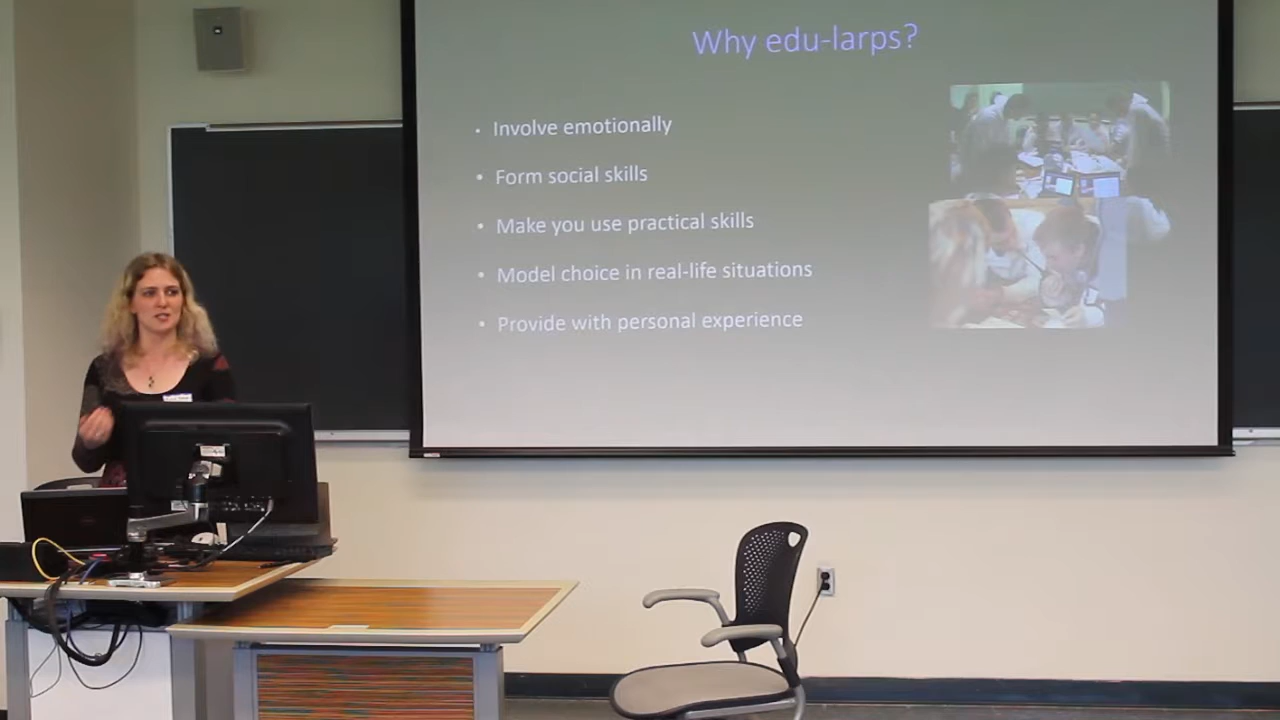 Why edu-larps?
• Involve emotionally
• Form social skills
• Make you use practical skills
• Model choice in real-life situations
• Provide with personal experience